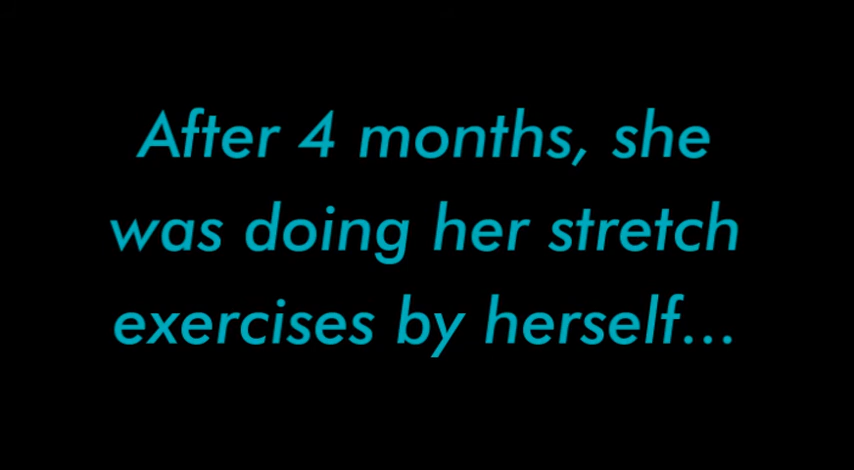 After 4 months, she
was doing her stretch
exercises by herself...